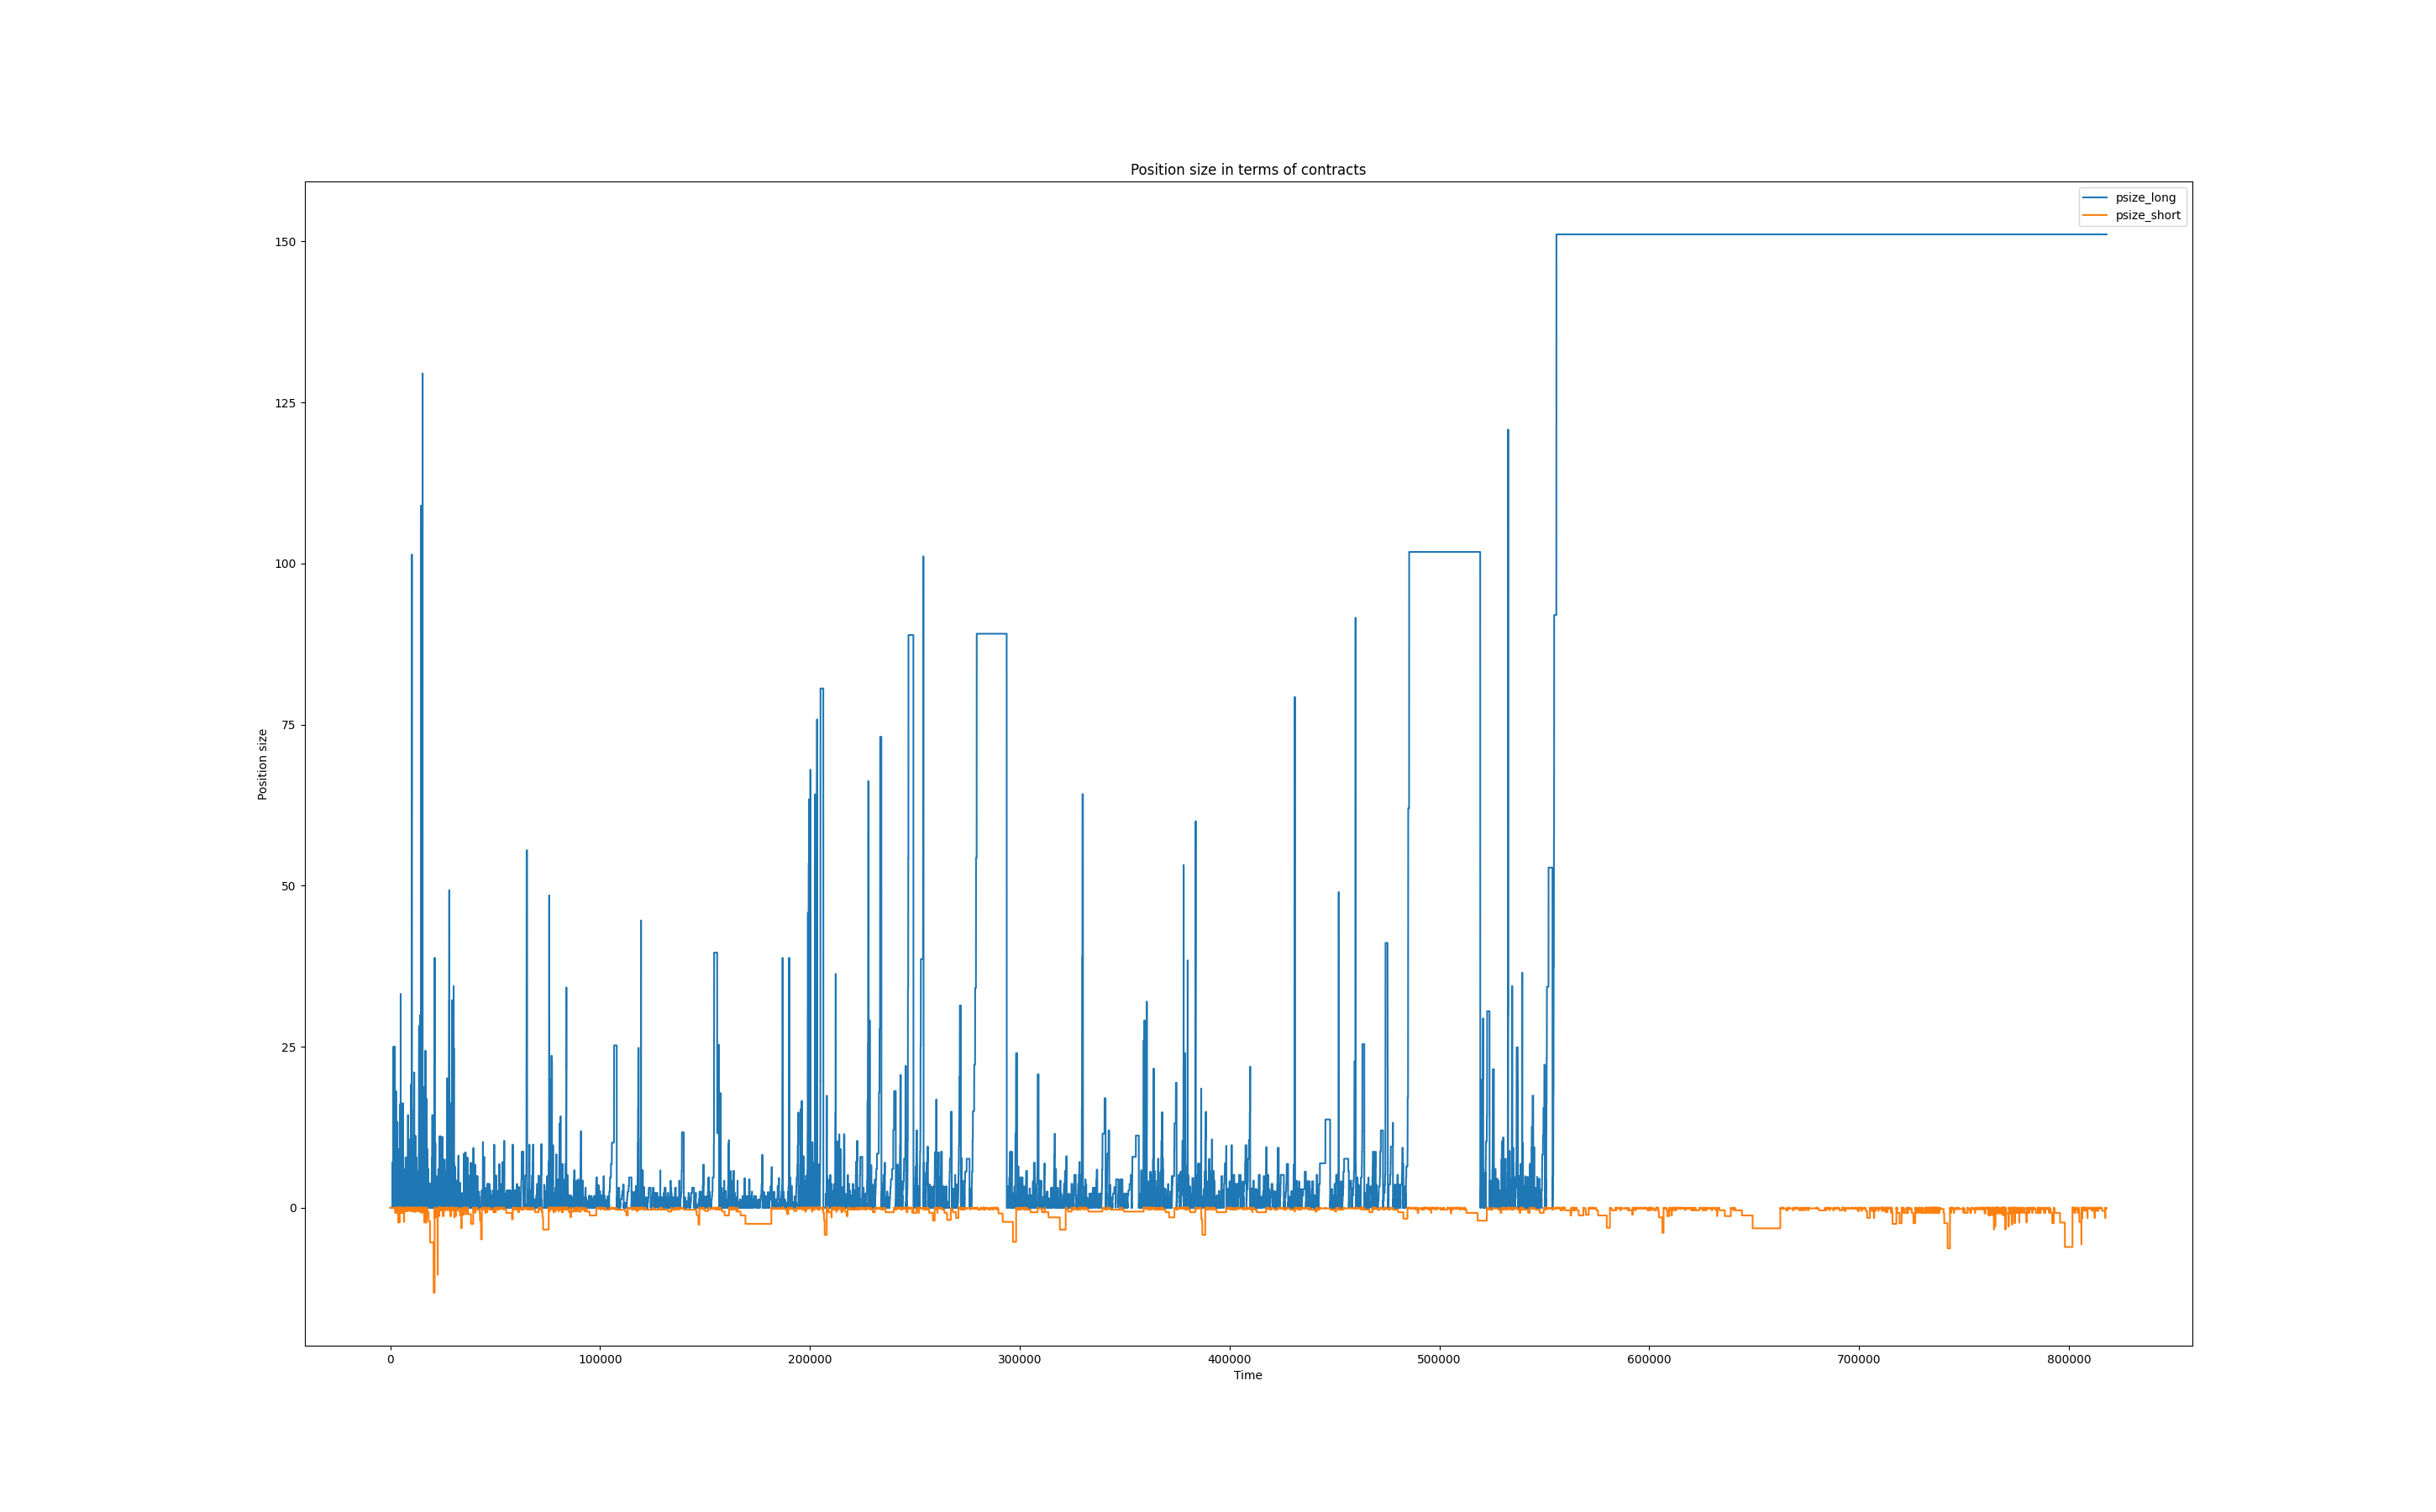 Position size in terms of contracts
psize_long
psize_short
150
125
100
75
50
25
0
Position size
0 100000 200000 300000 400000 500000 600000 700000 800000
Time